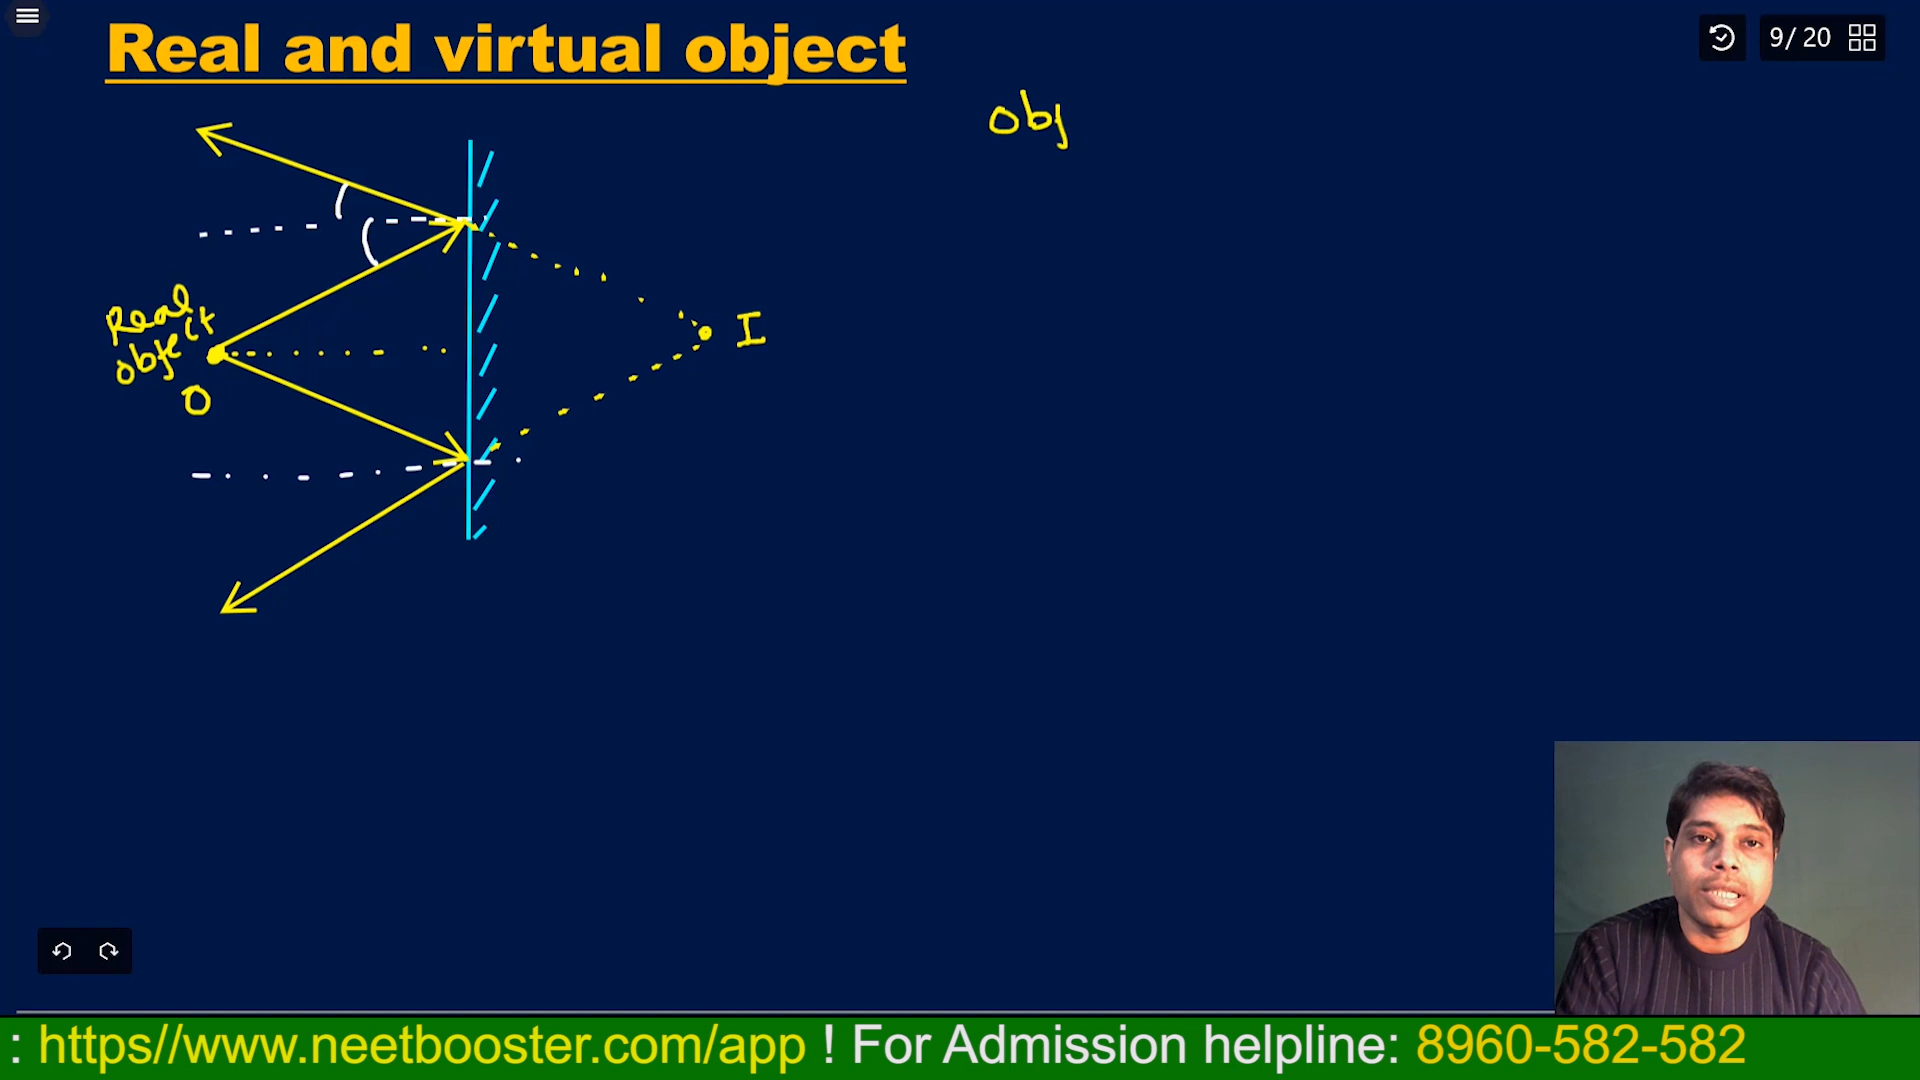 Real and virtual object
9/ 20
obj
Real
object
O
I
: https//www.neetbooster.com/app ! For Admission helpline: 8960-582-582